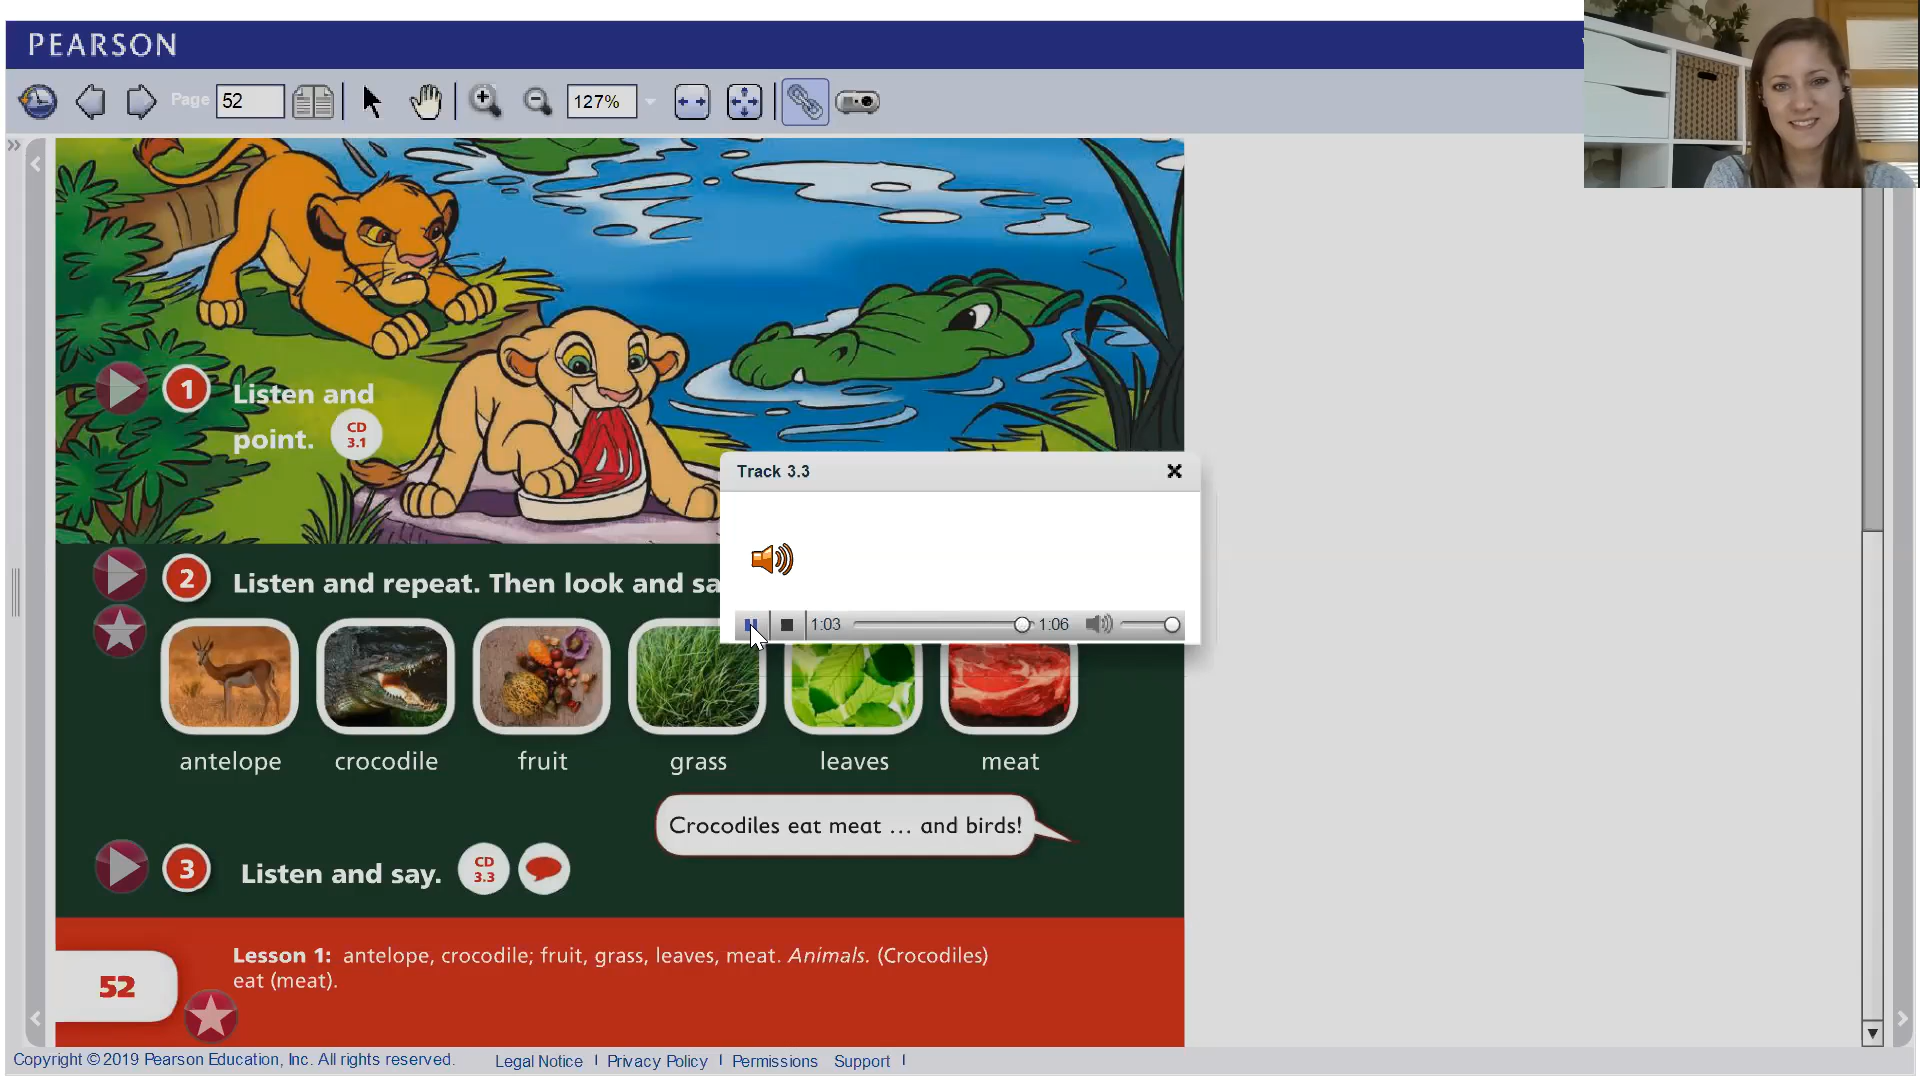 PEARSON
Page 52
127%
1 Listen and
point. CD
3.1
Track 3.3
1:03 1:06
2 Listen and repeat. Then look and sa
antelope crocodile fruit grass leaves meat
Crocodiles eat meat ... and birds!
3 Listen and say. CD
3.3
Lesson 1: antelope, crocodile; fruit, grass, leaves, meat. Animals. (Crocodiles)
eat (meat).
52
Copyright © 2019 Pearson Education, Inc. All rights reserved. Legal Notice | Privacy Policy | Permissions Support |